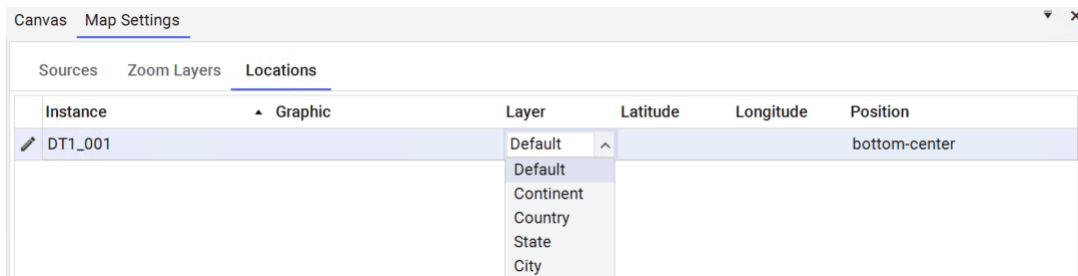 Canvas Map Settings
Sources Zoom Layers Locations
Instance Graphic Layer Latitude Longitude Position
DT1_001 Default bottom-center
Default
Continent
Country
State
City